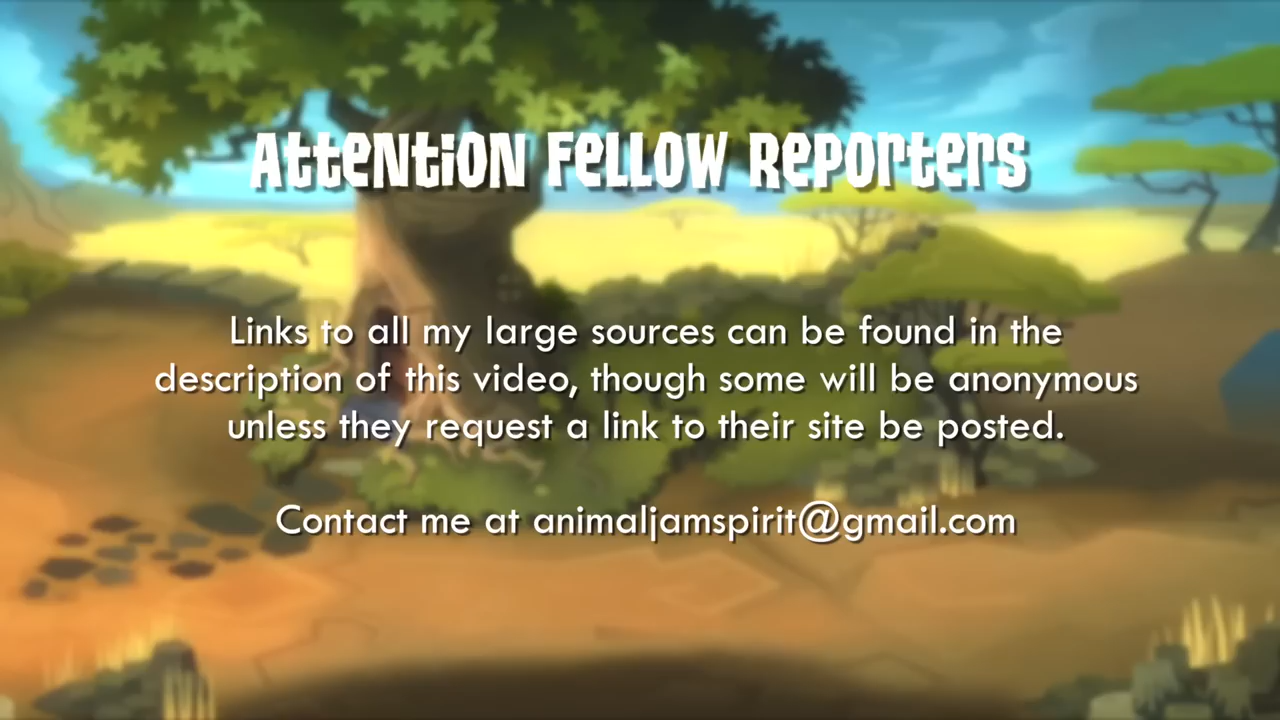 Attention Fellow Reporters
Links to all my large sources can be found in the
description of this video, though some will be anonymous
unless they request a link to their site be posted.
Contact me at animaljamspirit@gmail.com